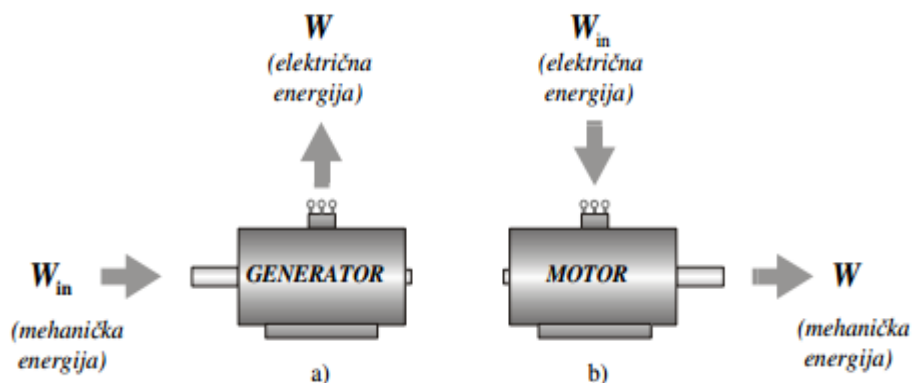 W
(električna
energija)
W_in
(električna
energija)
W_in
GENERATOR
MOTOR
W
(mehanička
energija)
(mehanička
energija)
a)
b)